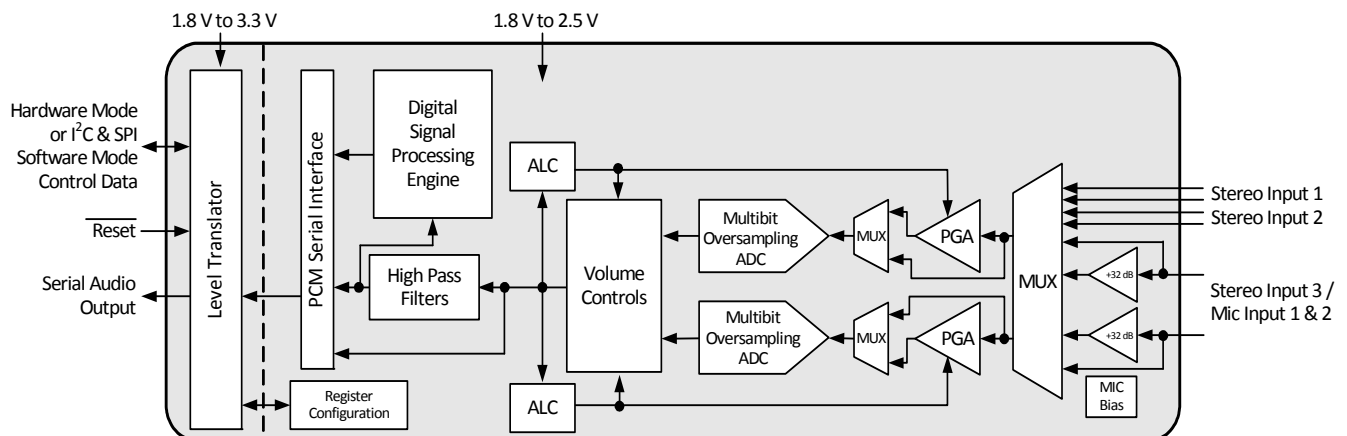 1.8 V to 3.3 V
1.8 V to 2.5 V
Hardware Mode
or I²C & SPI
Software Mode
Control Data
Reset
Serial Audio
Output
Level Translator
PCM Serial Interface
Digital
Signal
Processing
Engine
High Pass
Filters
Register
Configuration
ALC
ALC
Volume
Controls
Multibit
Oversampling
ADC
Multibit
Oversampling
ADC
MUX
MUX
PGA
PGA
MUX
+32 dB
+32 dB
MIC
Bias
Stereo Input 1
Stereo Input 2
Stereo Input 3 /
Mic Input 1 & 2